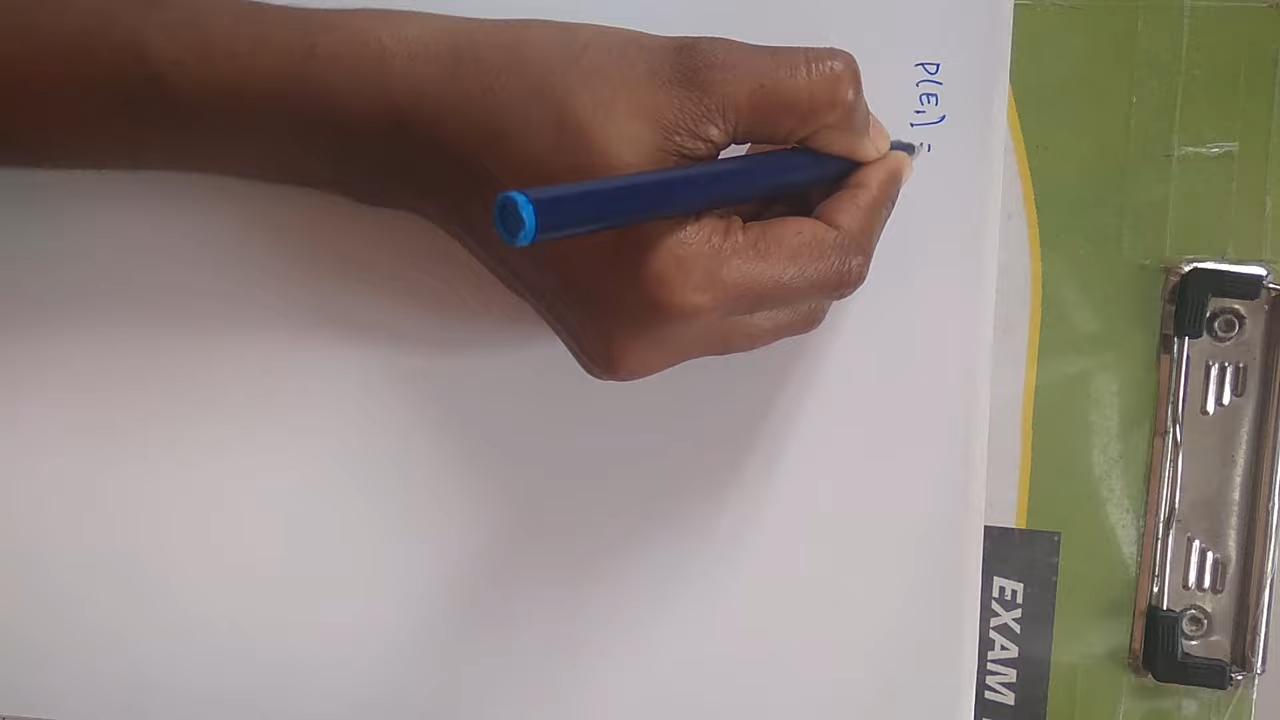 P(E₁) =
EXAM